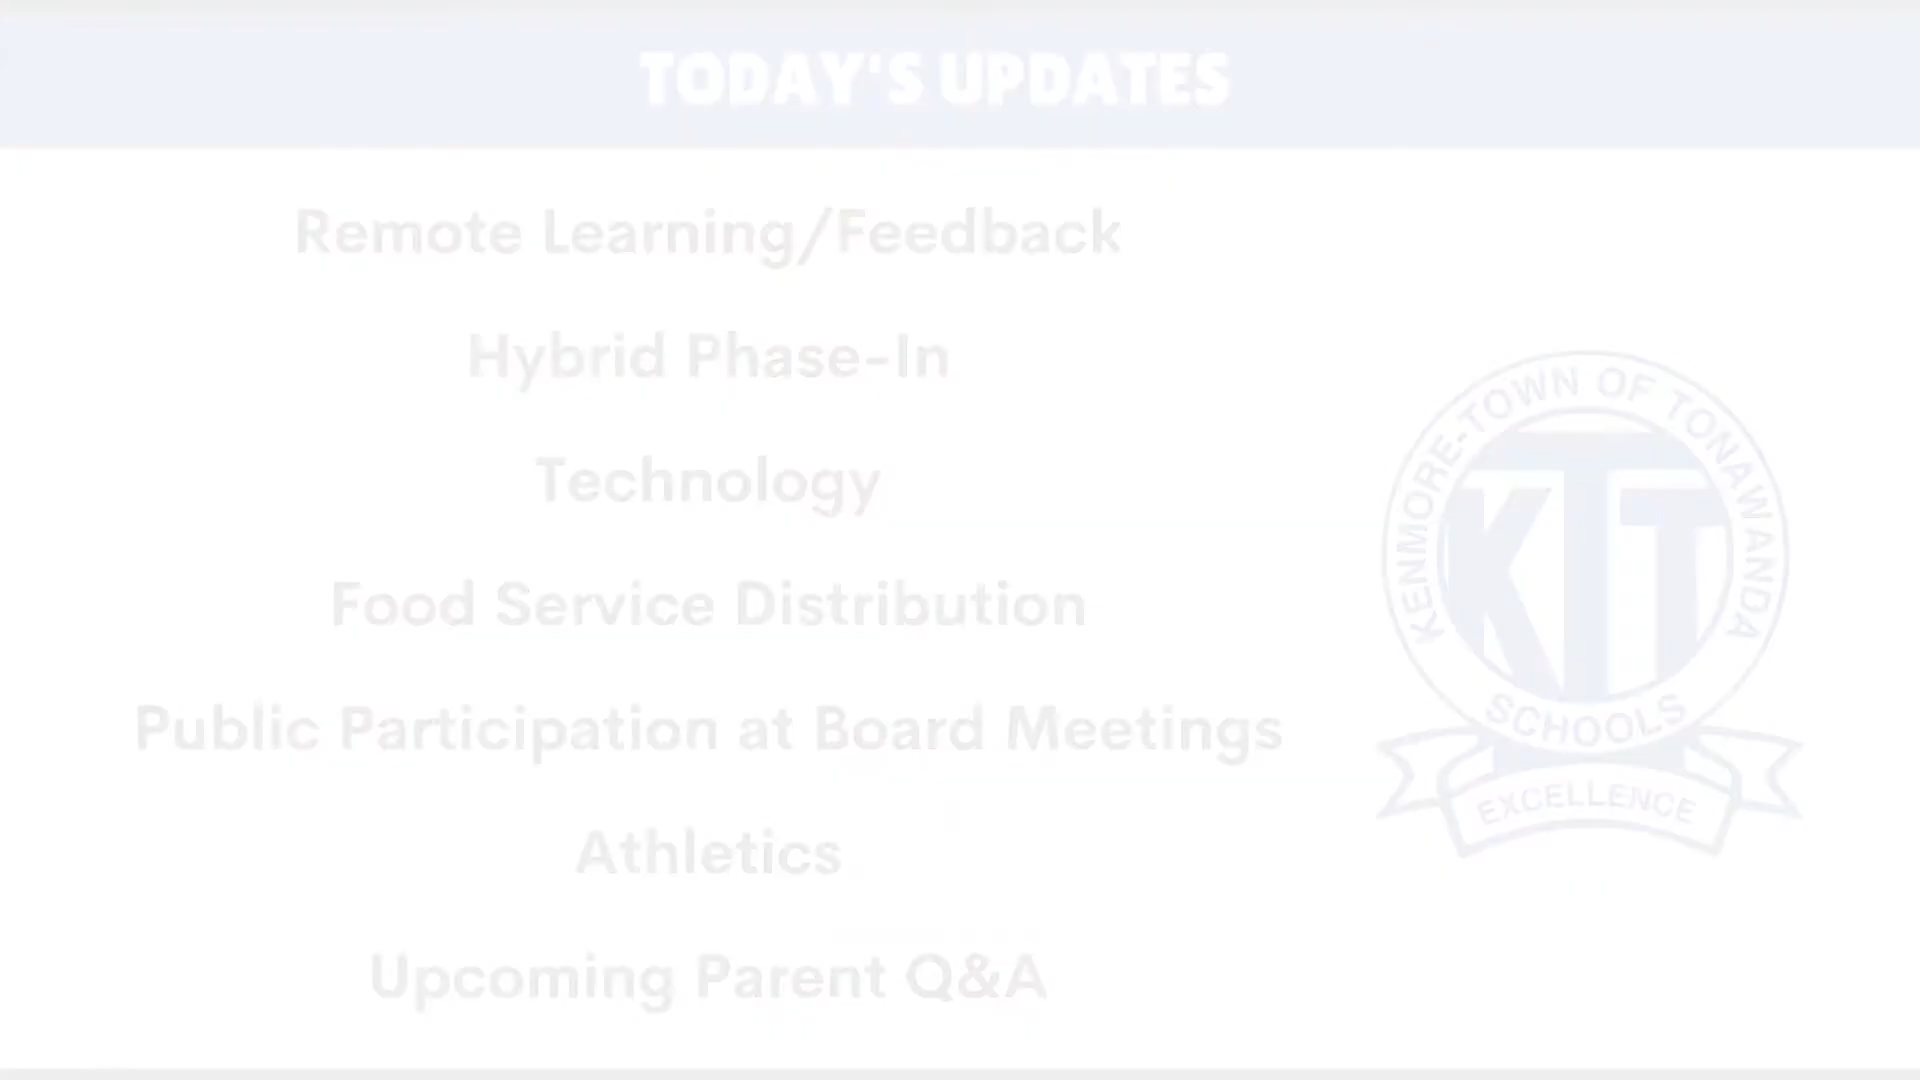 TODAY'S UPDATES
Remote Learning/Feedback
Hybrid Phase-In
Technology
Food Service Distribution
Public Participation at Board Meetings
Athletics
Upcoming Parent Q&A
KENMORE-TOWN OF TONAWANDA
KTT
SCHOOLS
EXCELLENCE